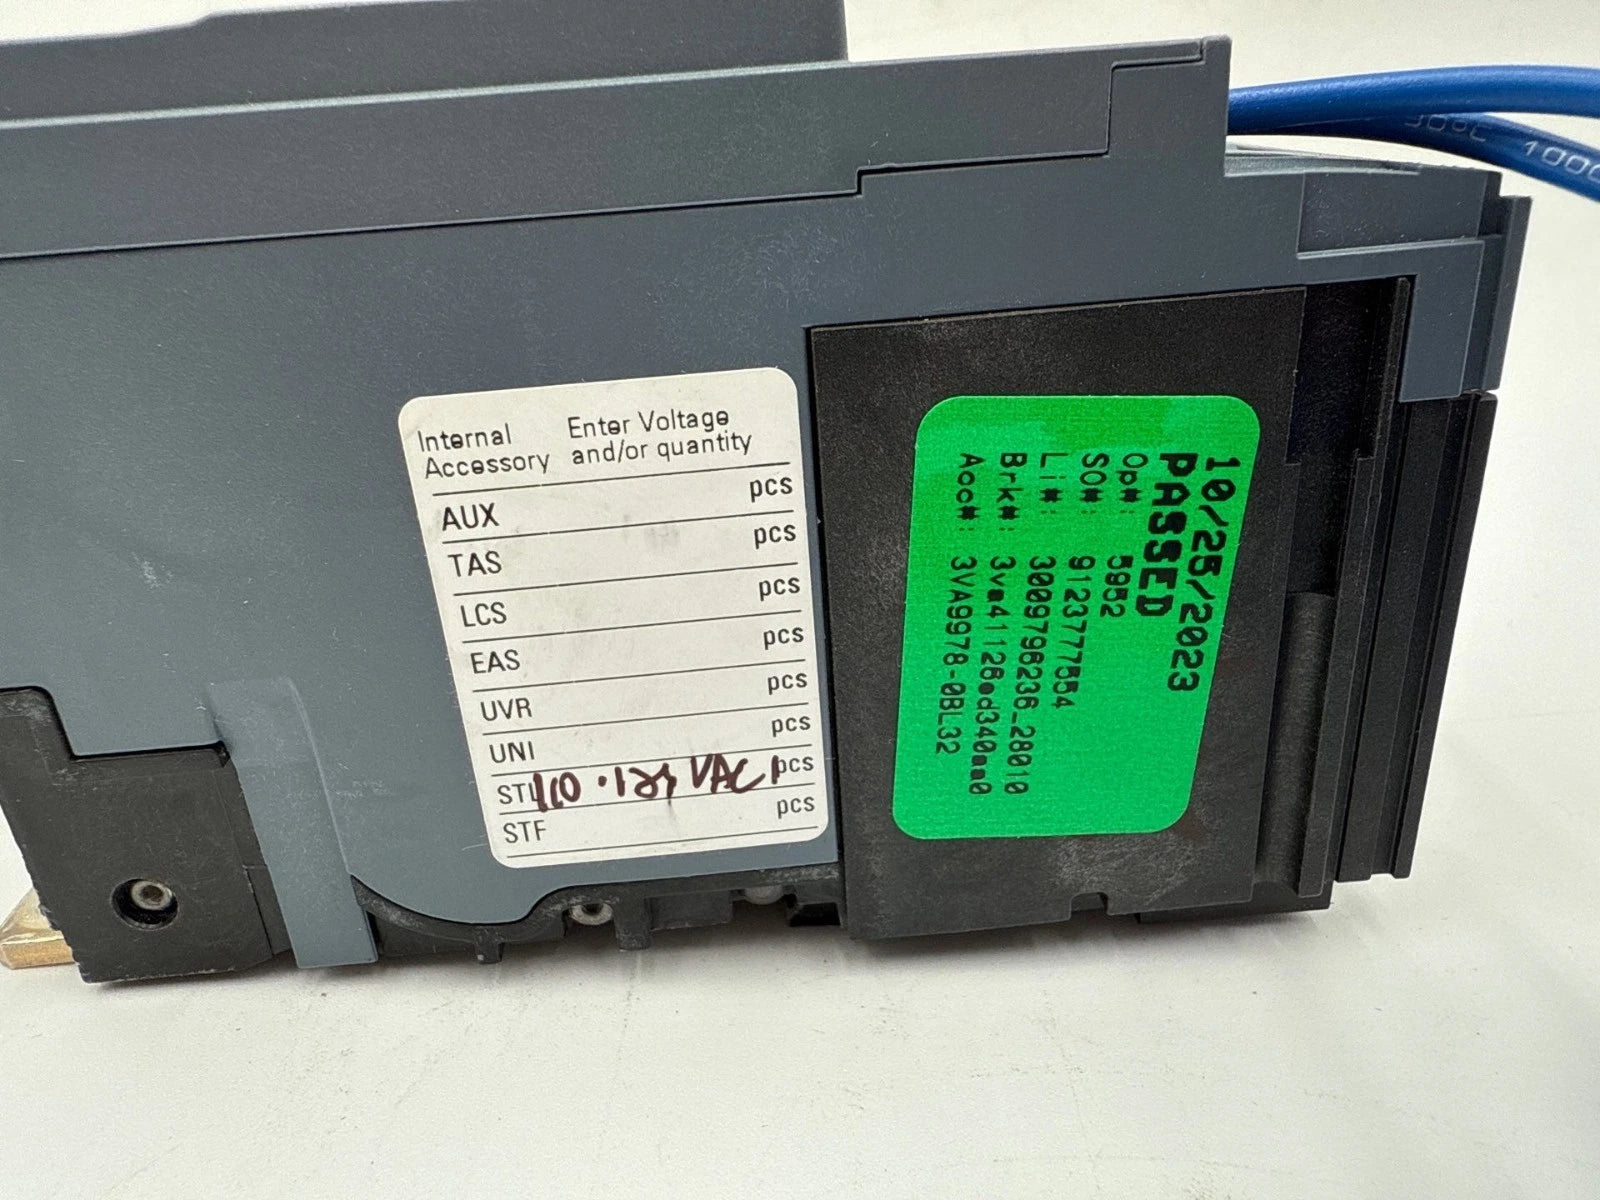 Internal Accessory
Enter Voltage and/or quantity
AUX pcs
TAS pcs
LCS pcs
EAS pcs
UVR pcs
UNI pcs
STL 110-127 VAC 1 pcs
STF pcs
10/25/2023
PASSED
Op#: 5952
SO#: 9123777554
Li#: 3009796236_28010
Brk#: 3va41126ed340aa0
Acc#: 3VA9978-0BL32
90°C 1000